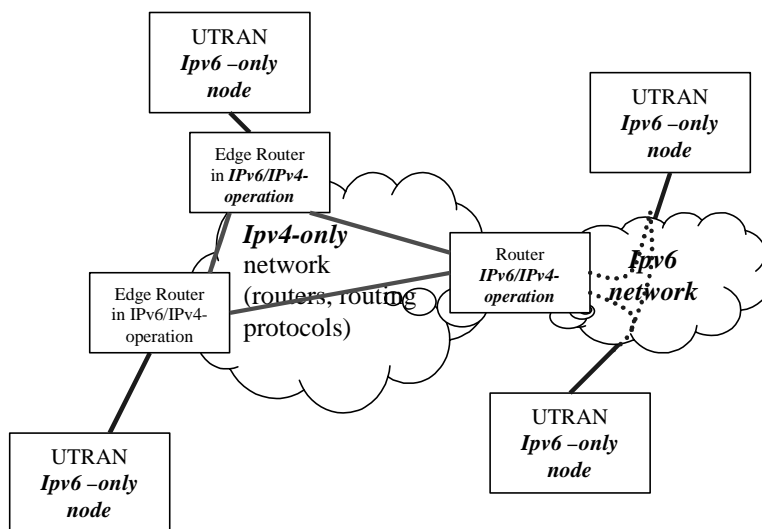 UTRAN
Ipv6 –only
node
UTRAN
Ipv6 –only
node
Edge Router
in IPv6/IPv4-
operation
Ipv4-only
network
(routers, routing
protocols)
Router
IPv6/IPv4-
operation
Ipv6
network
Edge Router
in IPv6/IPv4-
operation
UTRAN
Ipv6 –only
node
UTRAN
Ipv6 –only
node